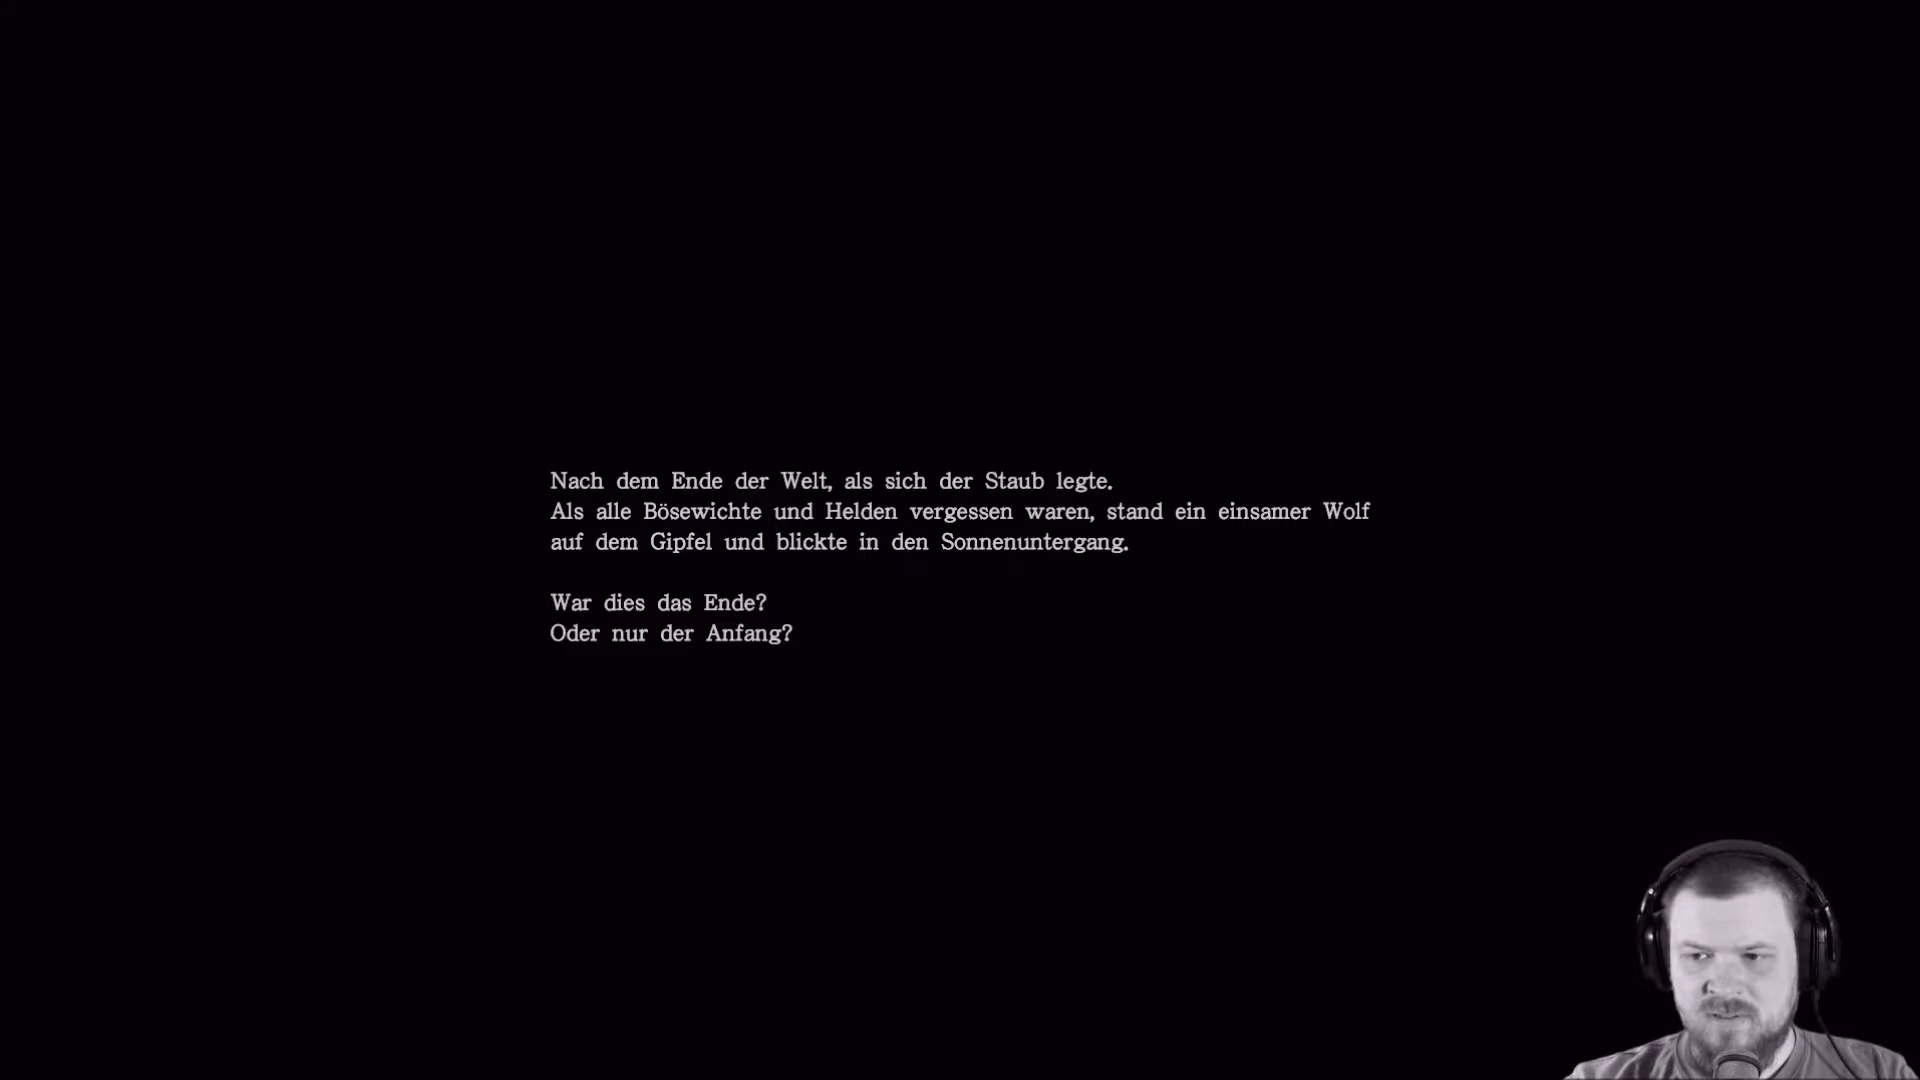 Nach dem Ende der Welt, als sich der Staub legte.
Als alle Bösewichte und Helden vergessen waren, stand ein einsamer Wolf
auf dem Gipfel und blickte in den Sonnenuntergang.
War dies das Ende?
Oder nur der Anfang?